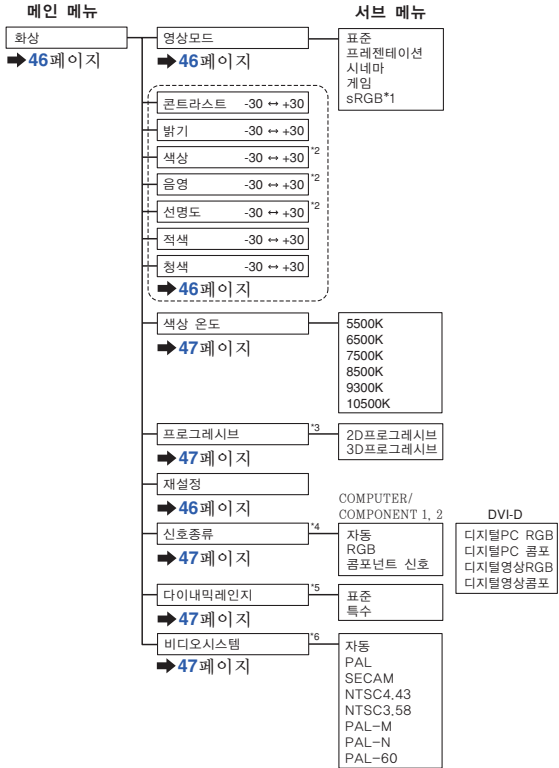 메인 메뉴
서브 메뉴
화상
➡46페이지
영상모드
➡46페이지
표준
프레젠테이션
시네마
게임
sRGB*1
콘트라스트 -30 ↔ +30
밝기 -30 ↔ +30
색상 -30 ↔ +30 *2
음영 -30 ↔ +30 *2
선명도 -30 ↔ +30 *2
적색 -30 ↔ +30
청색 -30 ↔ +30
➡46페이지
색상 온도
➡47페이지
5500K
6500K
7500K
8500K
9300K
10500K
프로그레시브 *3
➡47페이지
2D프로그레시브
3D프로그레시브
재설정
➡46페이지
신호종류 *4
➡47페이지
COMPUTER/
COMPONENT 1, 2
자동
RGB
콤포넌트 신호
DVI-D
디지털PC RGB
디지털PC 콤포
디지털영상RGB
디지털영상콤포
다이내믹레인지 *5
➡47페이지
표준
특수
비디오시스템 *6
➡47페이지
자동
PAL
SECAM
NTSC4.43
NTSC3.58
PAL-M
PAL-N
PAL-60